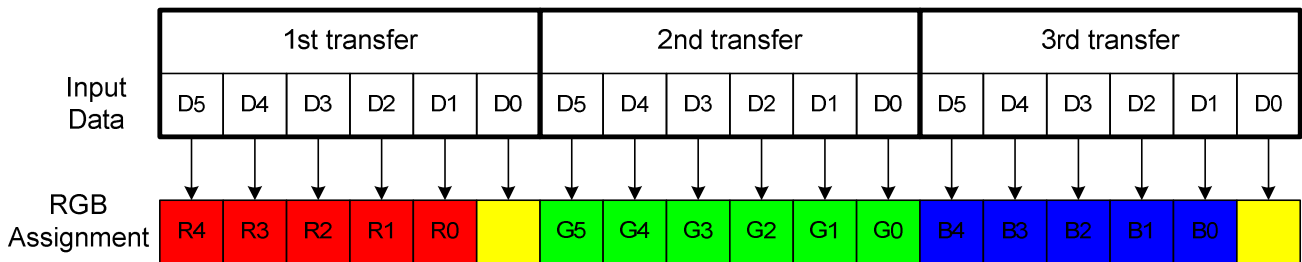 1st transfer 2nd transfer 3rd transfer
Input Data D5 D4 D3 D2 D1 D0 D5 D4 D3 D2 D1 D0 D5 D4 D3 D2 D1 D0
RGB Assignment R4 R3 R2 R1 R0 G5 G4 G3 G2 G1 G0 B4 B3 B2 B1 B0